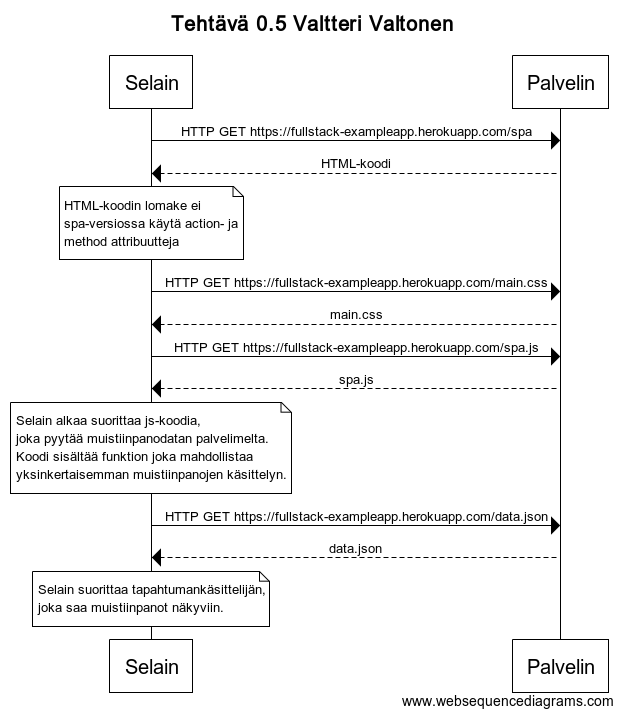 Tehtävä 0.5 Valtteri Valtonen
Selain
Palvelin
HTTP GET https://fullstack-exampleapp.herokuapp.com/spa
HTML-koodi
HTML-koodin lomake ei
spa-versiossa käytä action- ja
method attribuutteja
HTTP GET https://fullstack-exampleapp.herokuapp.com/main.css
main.css
HTTP GET https://fullstack-exampleapp.herokuapp.com/spa.js
spa.js
Selain alkaa suorittaa js-koodia,
joka pyytää muistiinpanodatan palvelimelta.
Koodi sisältää funktion joka mahdollistaa
yksinkertaisemman muistiinpanojen käsittelyn.
HTTP GET https://fullstack-exampleapp.herokuapp.com/data.json
data.json
Selain suorittaa tapahtumankäsittelijän,
joka saa muistiinpanot näkyviin.
Selain
Palvelin
www.websequencediagrams.com